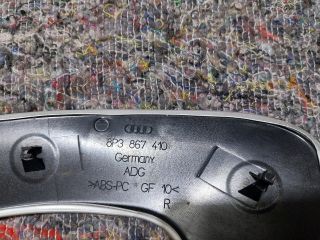 8P3 867 410
Germany
ADG
>ABS-PC GF 10<
R